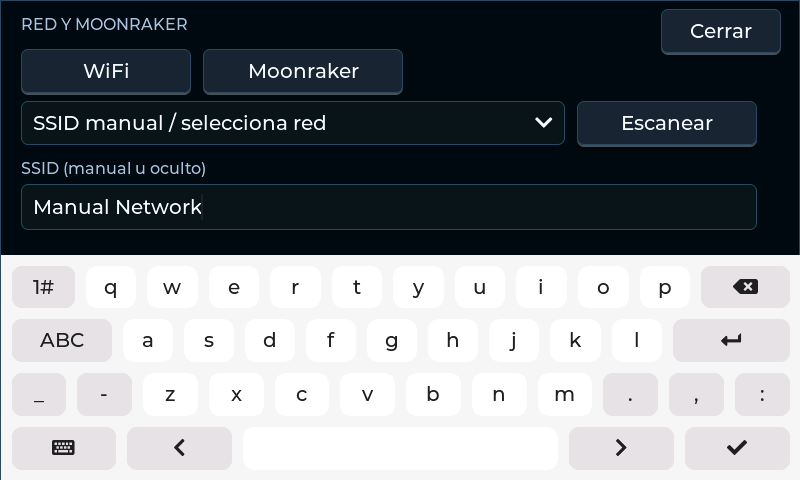 RED Y MOONRAKER
Cerrar
WiFi Moonraker
SSID manual / selecciona red Escanear
SSID (manual u oculto)
Manual Network
1# q w e r t y u i o p
ABC a s d f g h j k l
_ - z x c v b n m . , :